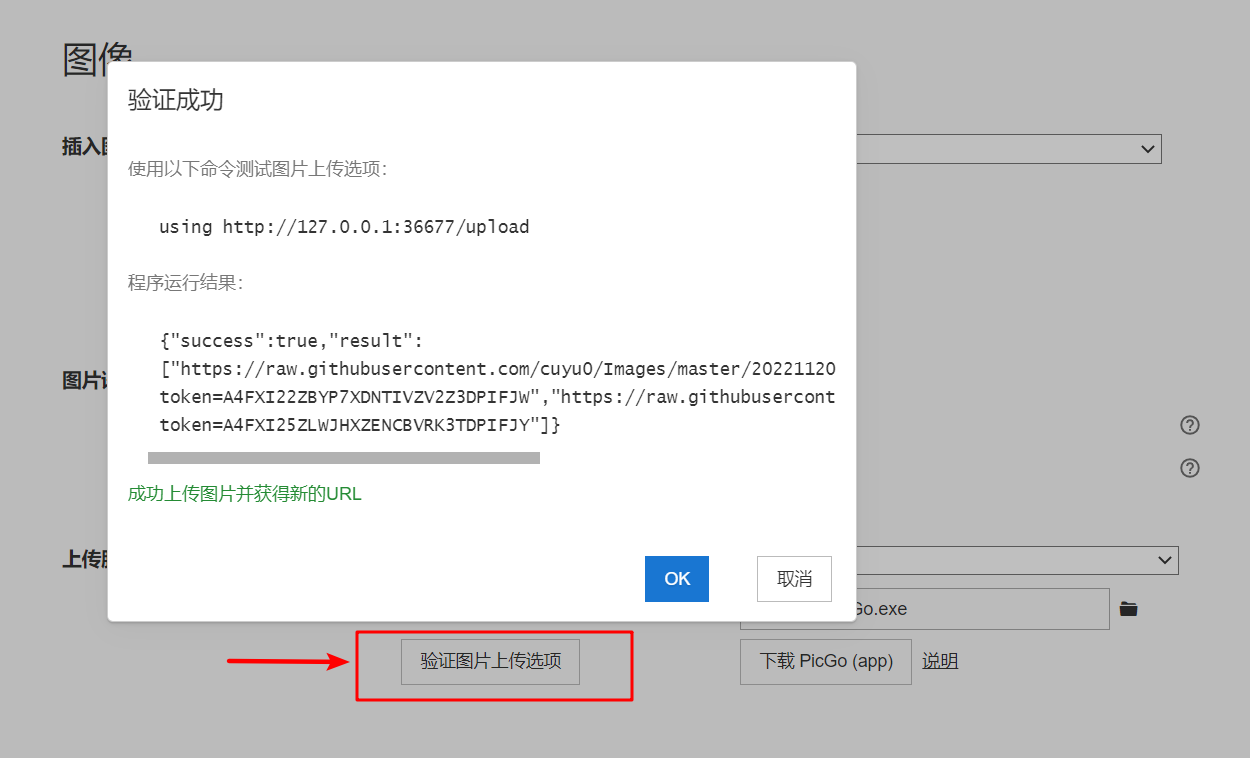 图像
验证成功
插入
使用以下命令测试图片上传选项:
using http://127.0.0.1:36677/upload
程序运行结果:
{"success":true,"result":
["https://raw.githubusercontent.com/cuyu0/Images/master/20221120
图片
token=A4FXI22ZBYP7XDNTIVZV2Z3DPIFJW","https://raw.githubusercont
token=A4FXI25ZLWJHXZENCBVRK3TDPIFJY"]}
成功上传图片并获得新的URL
上传
OK
取消
Go.exe
验证图片上传选项
下载 PicGo (app)
说明